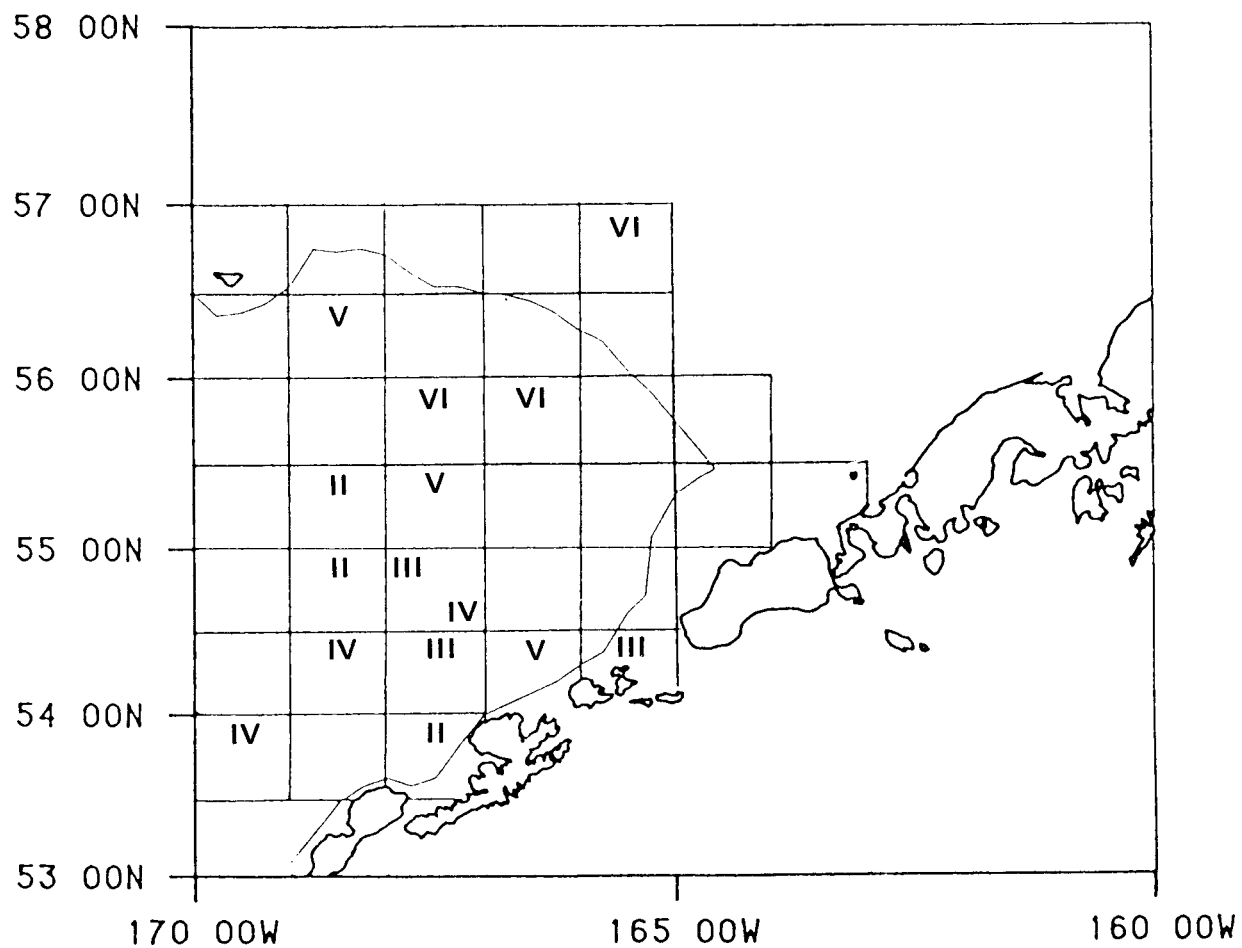 58 00N
57 00N
VI
V
56 00N
VI VI
II V
55 00N
II III
IV
IV III V III
54 00N
IV II
53 00N
170 00W 165 00W 160 00W